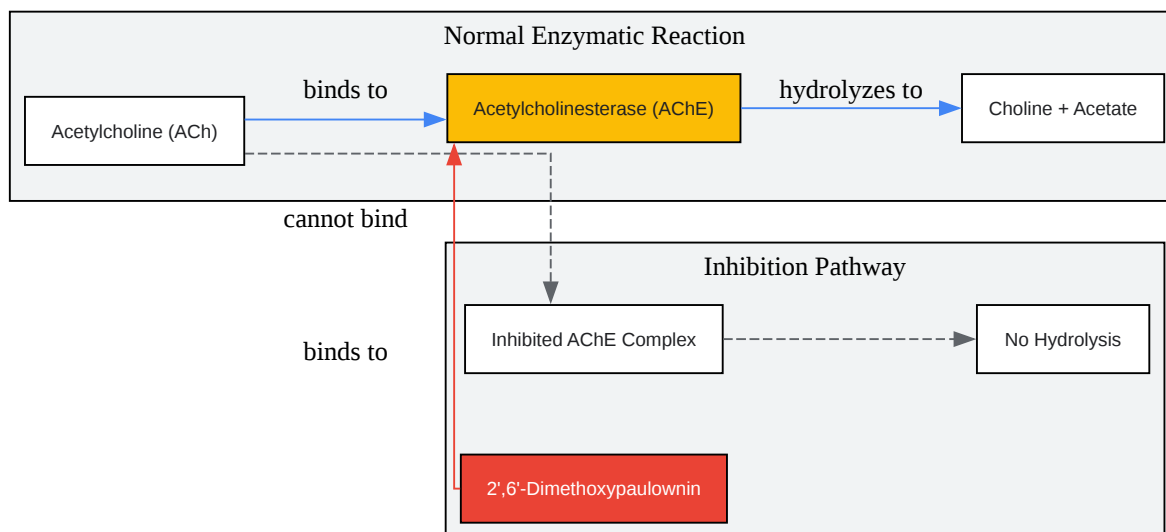 Normal Enzymatic Reaction
binds to
hydrolyzes to
Acetylcholine (ACh)
Acetylcholinesterase (AChE)
Choline + Acetate
cannot bind
Inhibition Pathway
binds to
Inhibited AChE Complex
No Hydrolysis
2',6'-Dimethoxypaulownin